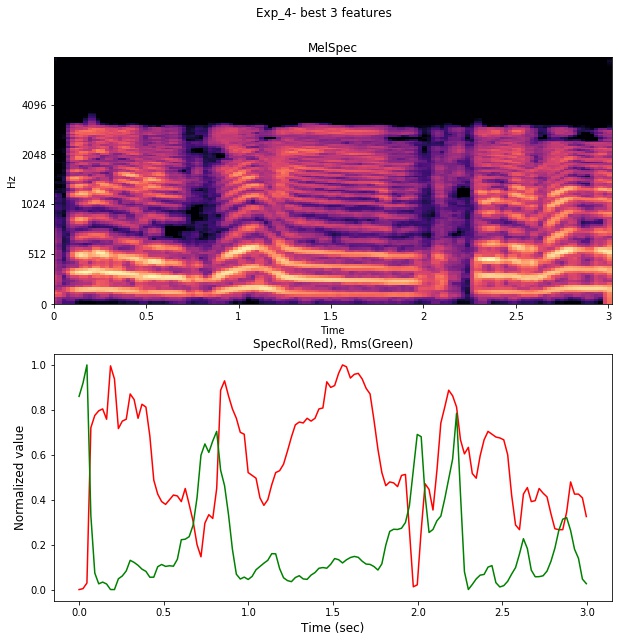 Exp_4- best 3 features
MelSpec
4096
2048
1024
512
0
Hz
0 0.5 1 1.5 2 2.5 3
Time
SpecRol(Red), Rms(Green)
1.0
0.8
0.6
0.4
0.2
0.0
Normalized value
0.0 0.5 1.0 1.5 2.0 2.5 3.0
Time (sec)